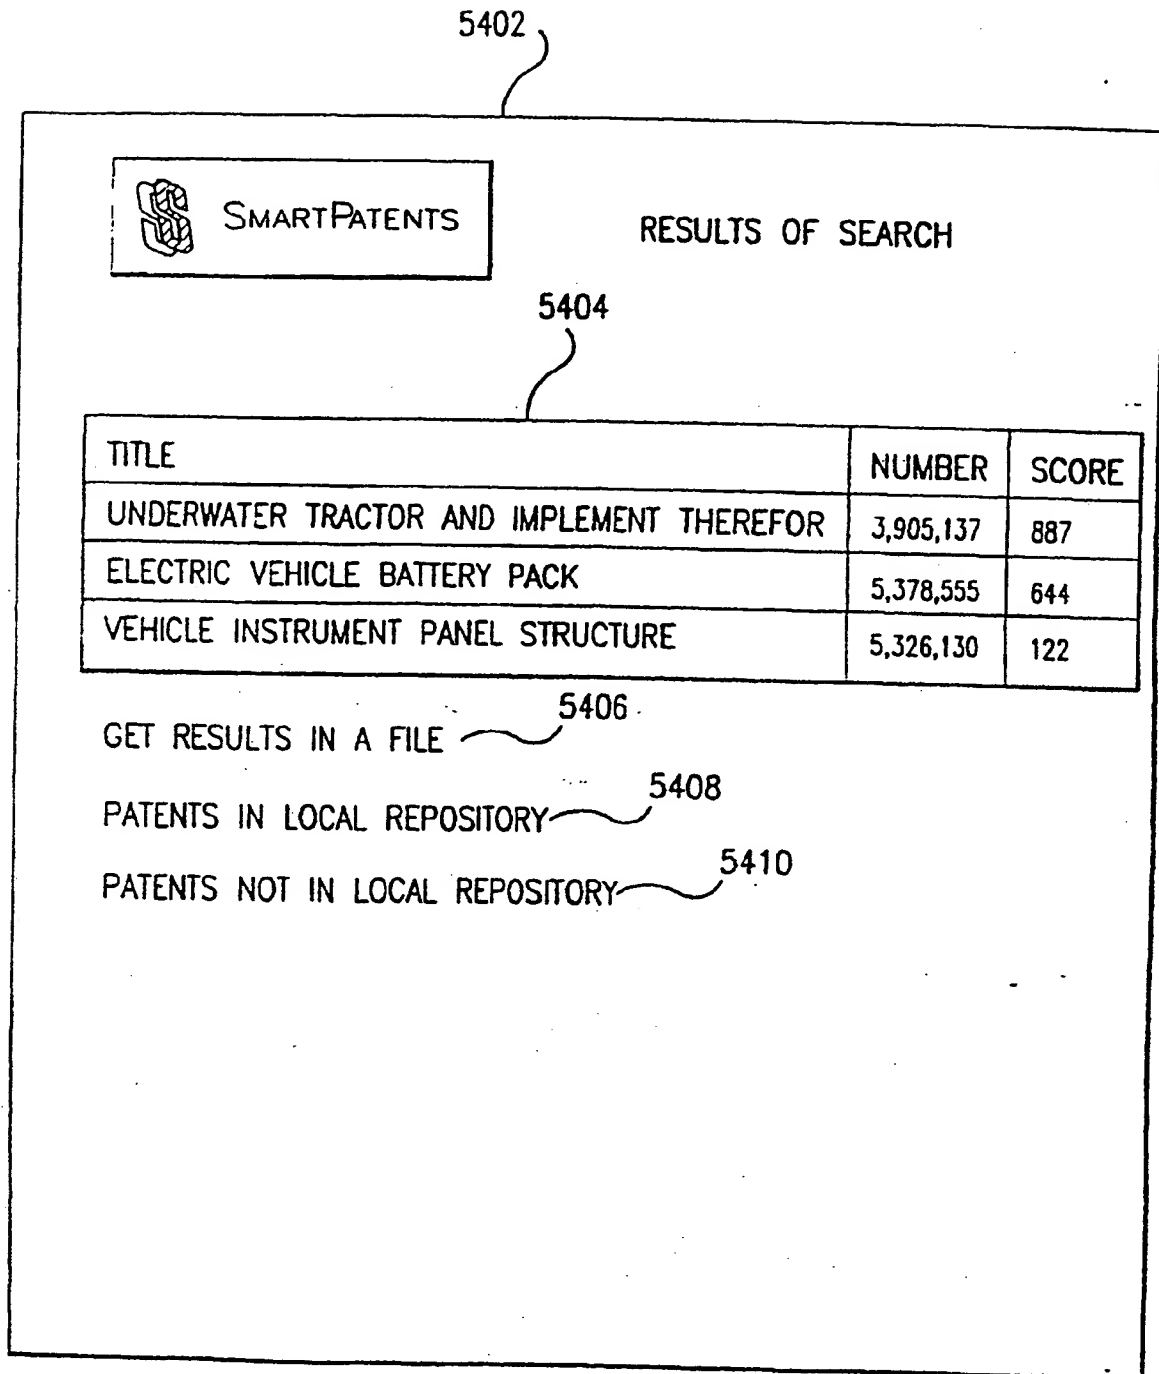 5402
SMARTPATENTS
RESULTS OF SEARCH
5404
TITLE NUMBER SCORE
UNDERWATER TRACTOR AND IMPLEMENT THEREFOR 3,905,137 887
ELECTRIC VEHICLE BATTERY PACK 5,378,555 644
VEHICLE INSTRUMENT PANEL STRUCTURE 5,326,130 122
GET RESULTS IN A FILE 5406
PATENTS IN LOCAL REPOSITORY 5408
PATENTS NOT IN LOCAL REPOSITORY 5410